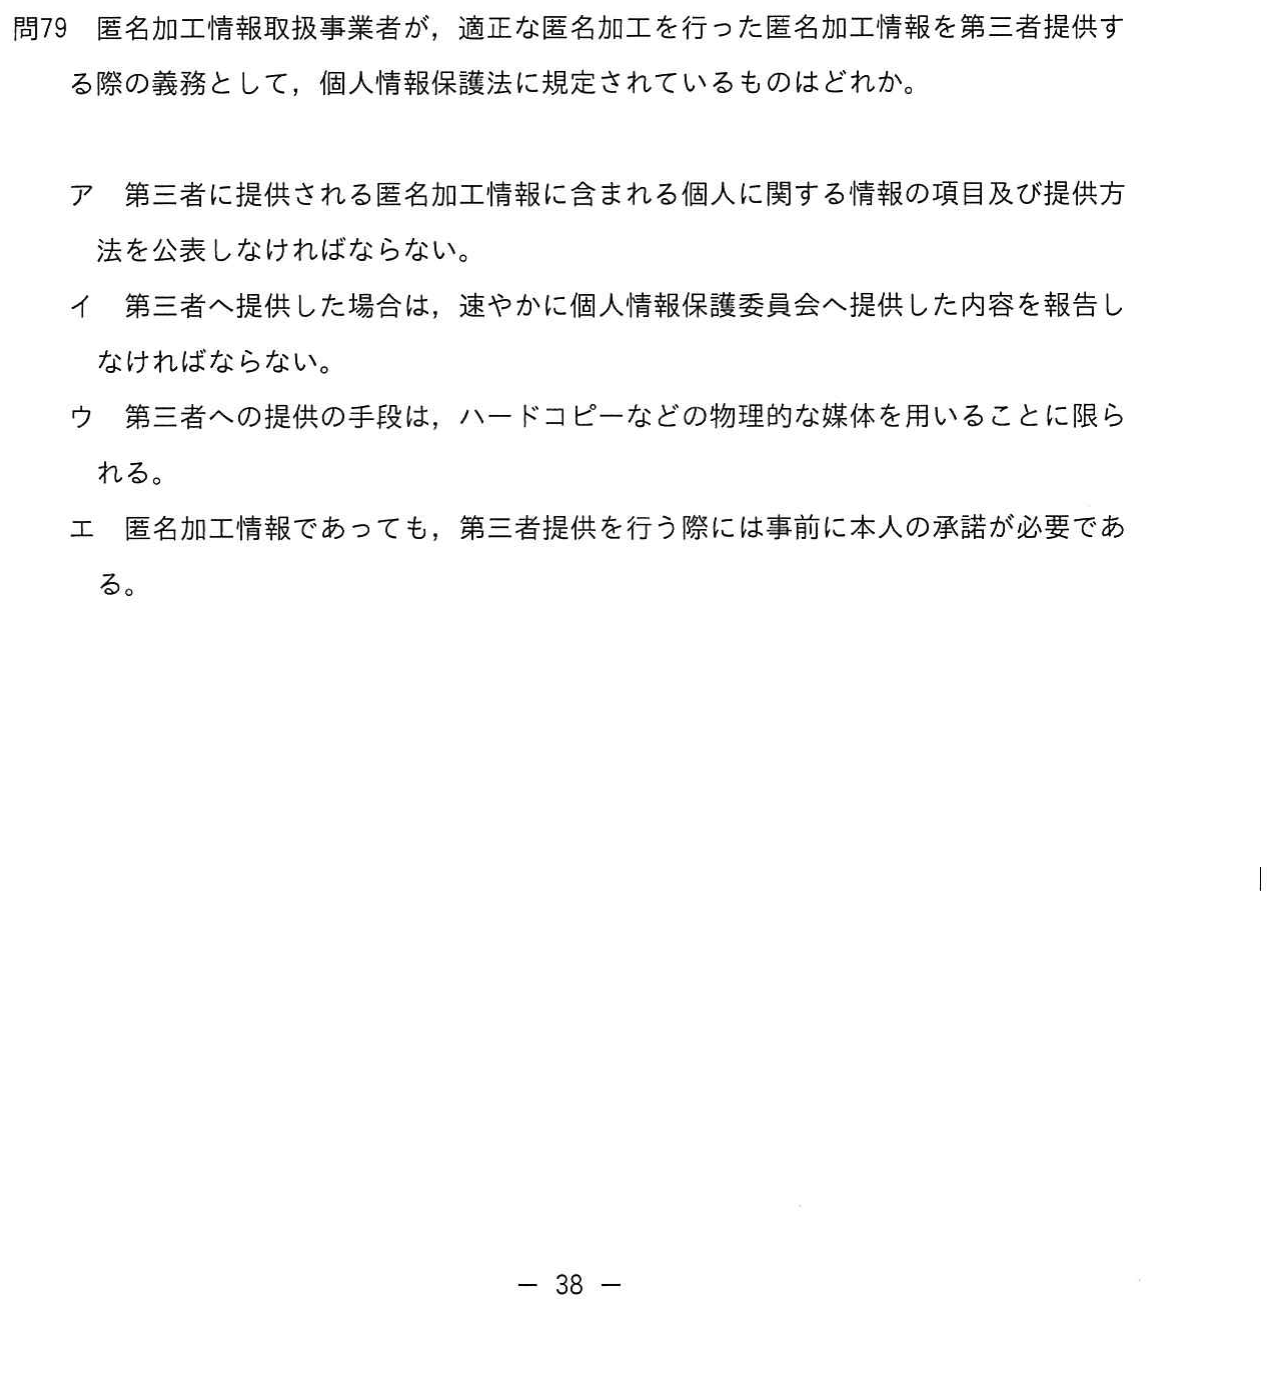 問79　匿名加工情報取扱事業者が，適正な匿名加工を行った匿名加工情報を第三者提供す
る際の義務として，個人情報保護法に規定されているものはどれか。
ア　第三者に提供される匿名加工情報に含まれる個人に関する情報の項目及び提供方
法を公表しなければならない。
イ　第三者へ提供した場合は，速やかに個人情報保護委員会へ提供した内容を報告し
なければならない。
ウ　第三者への提供の手段は，ハードコピーなどの物理的な媒体を用いることに限ら
れる。
エ　匿名加工情報であっても，第三者提供を行う際には事前に本人の承諾が必要であ
る。
― 38 ―